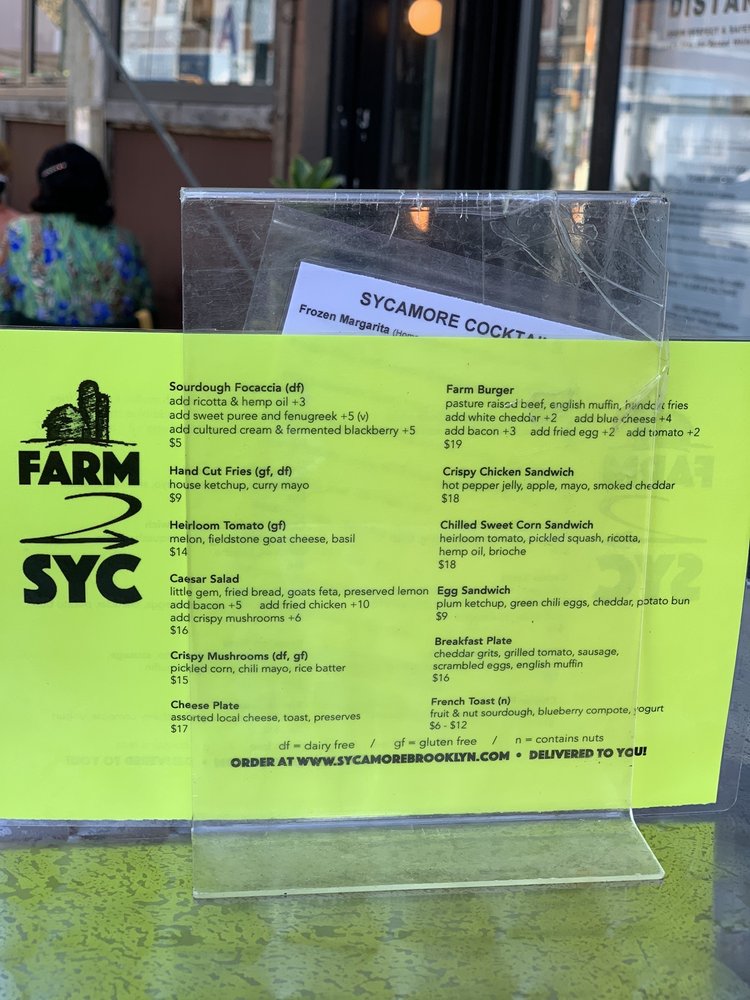 DISTAN
SYCAMORE COCKTAI
Frozen Margarita (Hom
FARM
2
SYC
Sourdough Focaccia (df)
add ricotta & hemp oil +3
add sweet puree and fenugreek +5 (v)
add cultured cream & fermented blackberry +5
$5
Hand Cut Fries (gf, df)
house ketchup, curry mayo
$9
Heirloom Tomato (gf)
melon, fieldstone goat cheese, basil
$14
Caesar Salad
little gem, fried bread, goats feta, preserved lemon
add bacon +5 add fried chicken +10
add crispy mushrooms +6
$16
Crispy Mushrooms (df, gf)
pickled corn, chili mayo, rice batter
$15
Cheese Plate
assorted local cheese, toast, preserves
$17
Farm Burger
pasture raised beef, english muffin, handcut fries
add white cheddar +2 add blue cheese +4
add bacon +3 add fried egg +2 add tomato +2
$19
Crispy Chicken Sandwich
hot pepper jelly, apple, mayo, smoked cheddar
$18
Chilled Sweet Corn Sandwich
heirloom tomato, pickled squash, ricotta,
hemp oil, brioche
$18
Egg Sandwich
plum ketchup, green chili eggs, cheddar, potato bun
$9
Breakfast Plate
cheddar grits, grilled tomato, sausage,
scrambled eggs, english muffin
$16
French Toast (n)
fruit & nut sourdough, blueberry compote, yogurt
$6 - $12
df = dairy free / gf = gluten free / n = contains nuts
ORDER AT WWW.SYCAMOREBROOKLYN.COM • DELIVERED TO YOU!